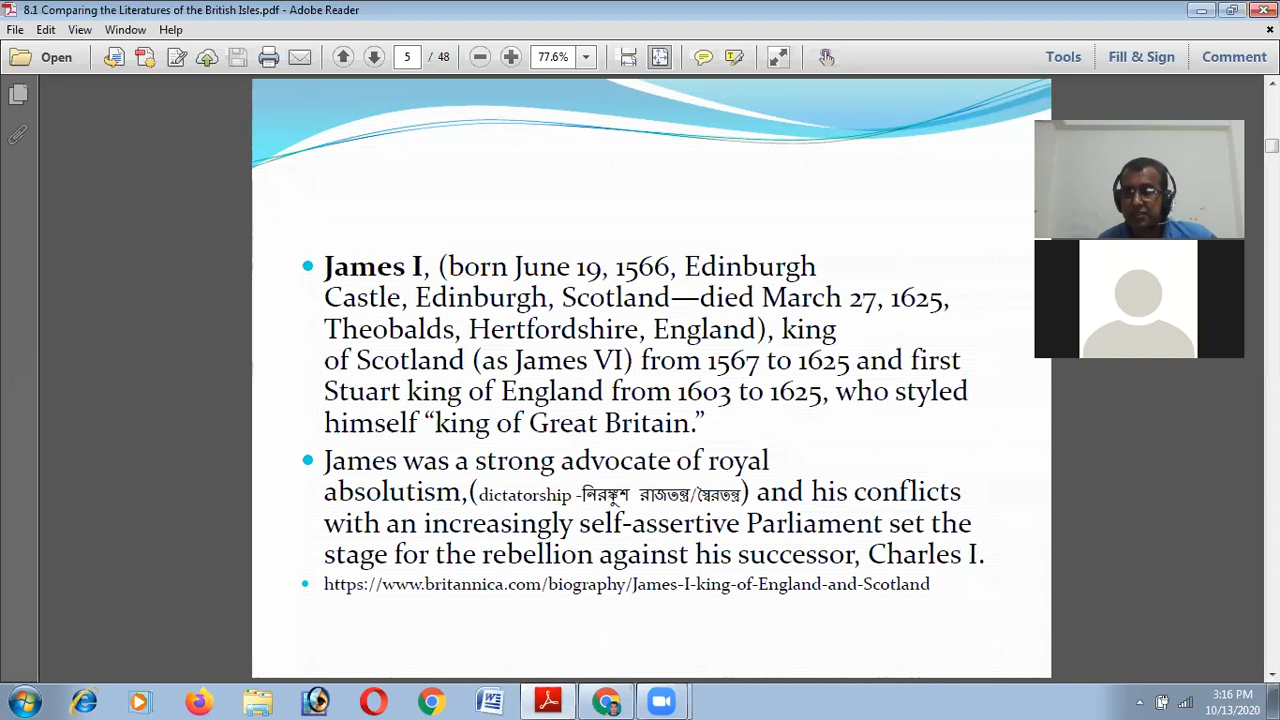 8.1 Comparing the Literatures of the British Isles.pdf - Adobe Reader
File Edit View Window Help
Open 5 / 48 77.6% Tools Fill & Sign Comment
James I, (born June 19, 1566, Edinburgh
Castle, Edinburgh, Scotland—died March 27, 1625,
Theobalds, Hertfordshire, England), king
of Scotland (as James VI) from 1567 to 1625 and first
Stuart king of England from 1603 to 1625, who styled
himself “king of Great Britain.”
James was a strong advocate of royal
absolutism,(dictatorship -নিরঙ্কুশ রাজতন্ত্র/স্বৈরতন্ত্র) and his conflicts
with an increasingly self-assertive Parliament set the
stage for the rebellion against his successor, Charles I.
https://www.britannica.com/biography/James-I-king-of-England-and-Scotland
3:16 PM
10/13/2020